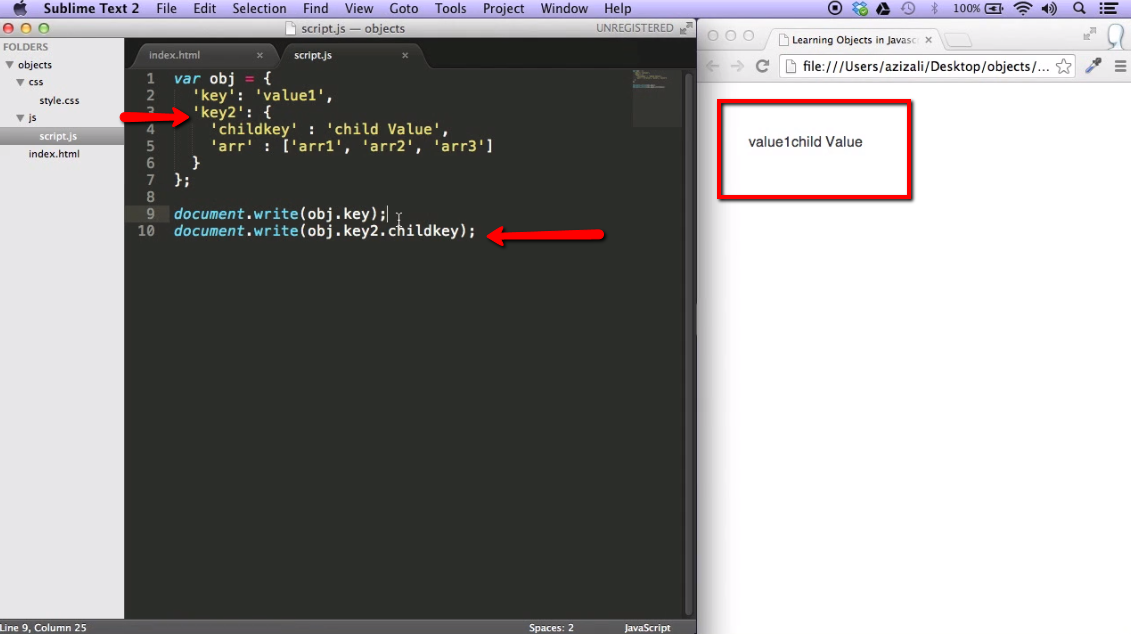 Sublime Text 2 File Edit Selection Find View Goto Tools Project Window Help 100%
script.js — objects UNREGISTERED
FOLDERS
objects
css
style.css
js
script.js
index.html
index.html × script.js ×
1 var obj = {
2 'key': 'value1',
3 'key2': {
4 'childkey' : 'child Value',
5 'arr' : ['arr1', 'arr2', 'arr3']
6 }
7 };
8
9 document.write(obj.key);
10 document.write(obj.key2.childkey);
Line 9, Column 25 Spaces: 2 JavaScript
Learning Objects in Javasc ×
file:///Users/azizali/Desktop/objects/...
value1child Value